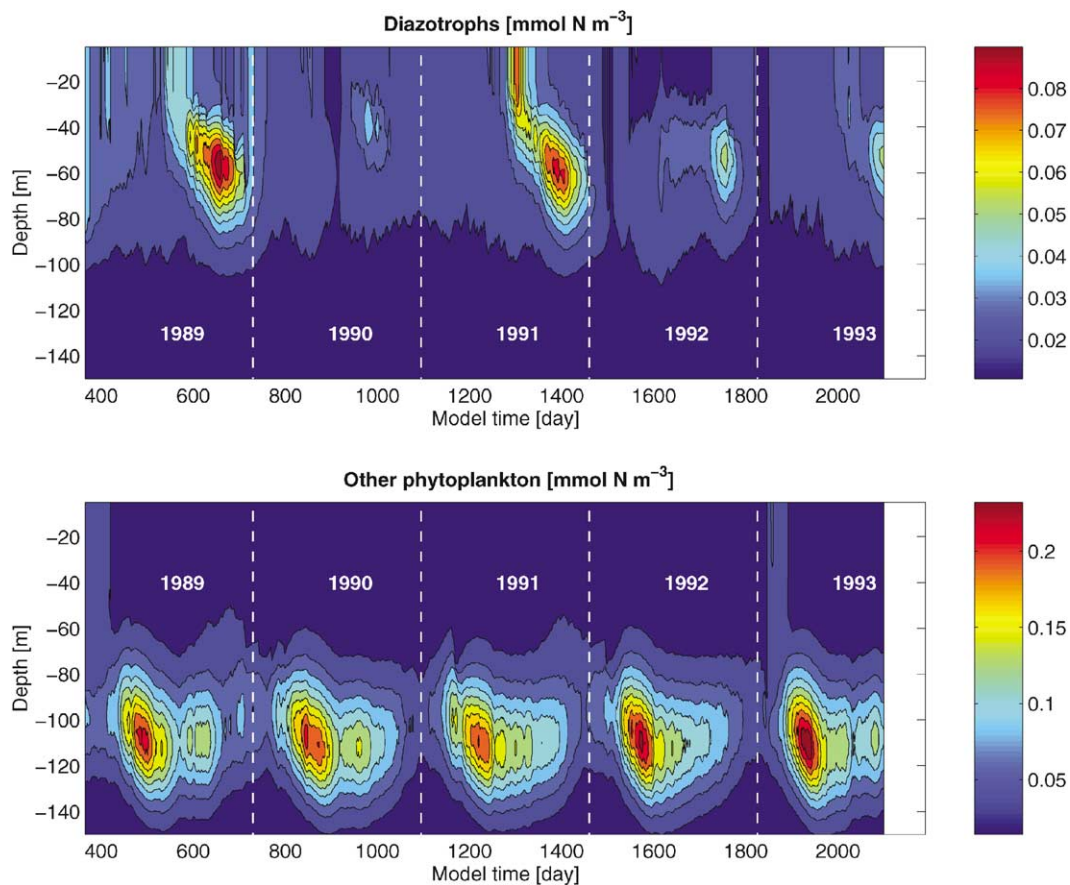 Diazotrophs [mmol N m⁻³]
−20
−40
−60
−80
−100
−120
−140
Depth [m]
1989 1990 1991 1992 1993
400 600 800 1000 1200 1400 1600 1800 2000
Model time [day]
0.08
0.07
0.06
0.05
0.04
0.03
0.02
Other phytoplankton [mmol N m⁻³]
−20
−40
−60
−80
−100
−120
−140
Depth [m]
1989 1990 1991 1992 1993
400 600 800 1000 1200 1400 1600 1800 2000
Model time [day]
0.2
0.15
0.1
0.05